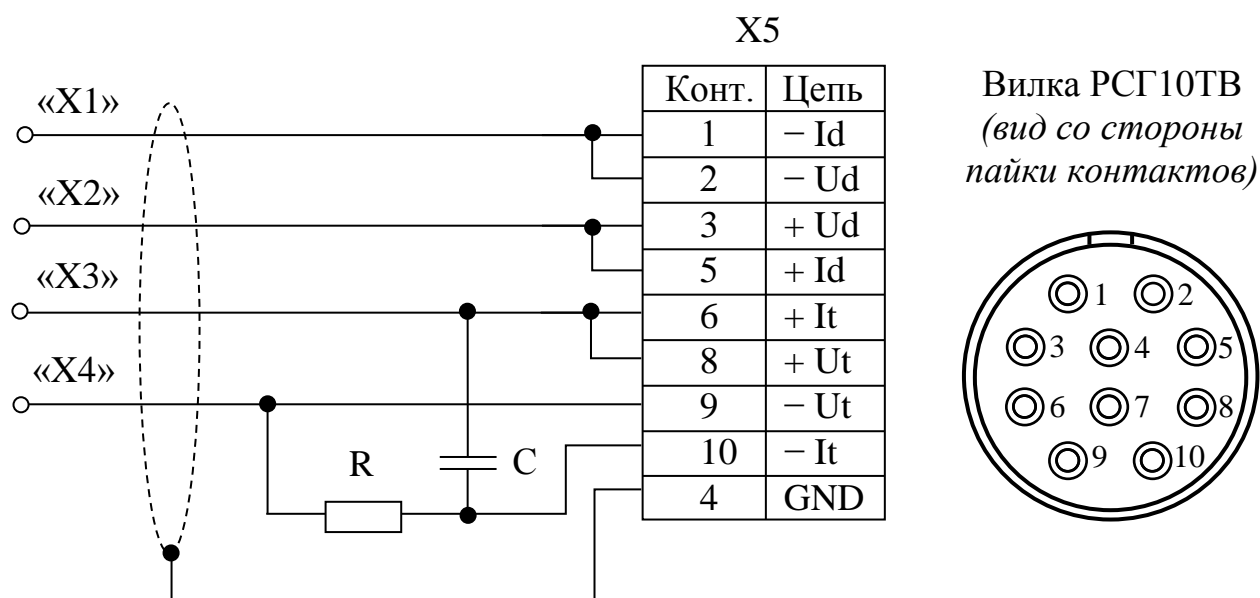 X5
«X1»
«X2»
«X3»
«X4»
R
C
Конт. Цепь
1 − Id
2 − Ud
3 + Ud
5 + Id
6 + It
8 + Ut
9 − Ut
10 − It
4 GND
Вилка РСГ10ТВ
(вид со стороны
пайки контактов)
1 2
3 4 5
6 7 8
9 10